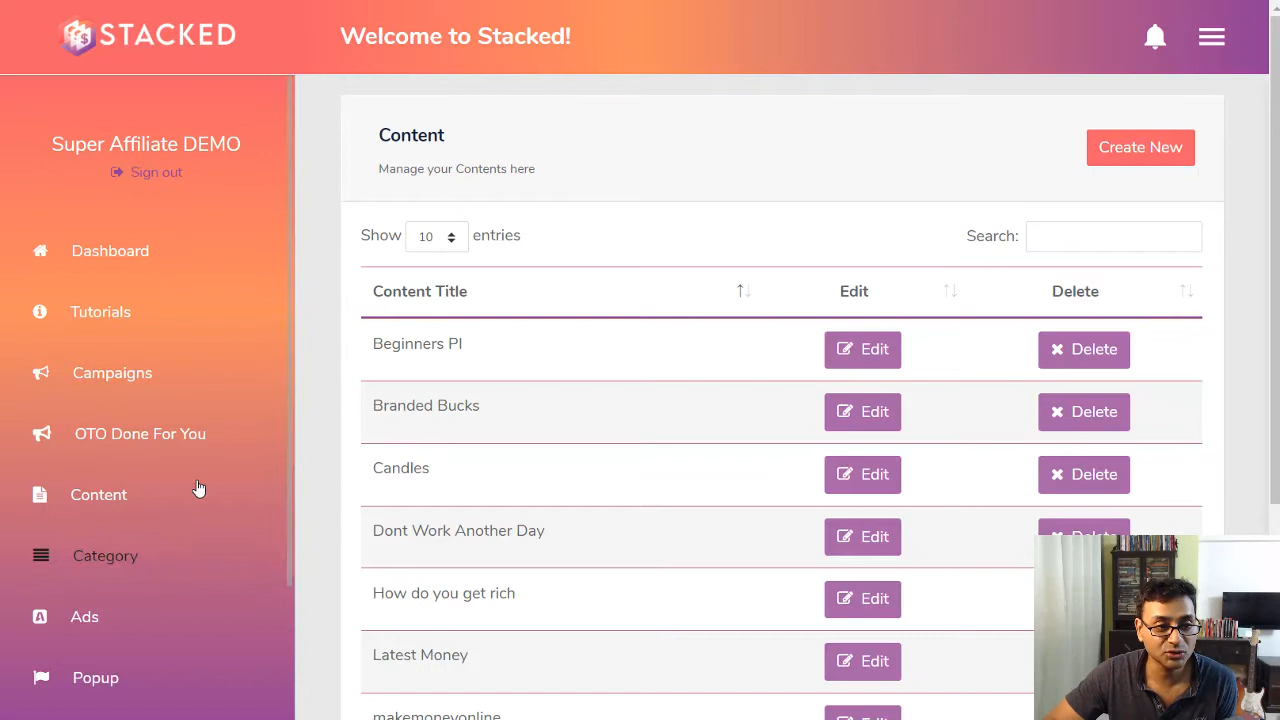 STACKED
Welcome to Stacked!
Super Affiliate DEMO
Sign out
Dashboard
Tutorials
Campaigns
OTO Done For You
Content
Category
Ads
Popup
Content
Manage your Contents here
Create New
Show 10 entries
Search:
Content Title Edit Delete
Beginners PI Edit Delete
Branded Bucks Edit Delete
Candles Edit Delete
Dont Work Another Day Edit Delete
How do you get rich Edit
Latest Money Edit
makemoneyonline